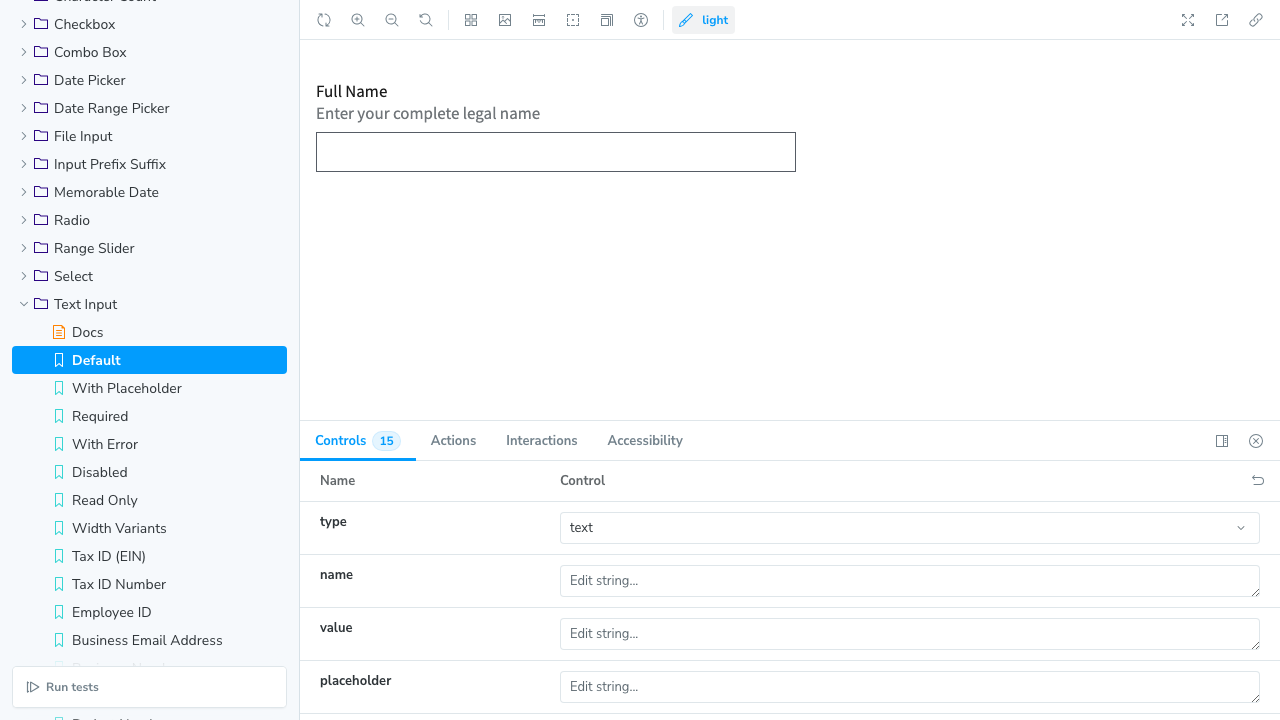 Checkbox
Combo Box
Date Picker
Date Range Picker
File Input
Input Prefix Suffix
Memorable Date
Radio
Range Slider
Select
Text Input
Docs
Default
With Placeholder
Required
With Error
Disabled
Read Only
Width Variants
Tax ID (EIN)
Tax ID Number
Employee ID
Business Email Address
Run tests
light
Full Name
Enter your complete legal name
Controls 15 Actions Interactions Accessibility
Name Control
type text
name Edit string...
value Edit string...
placeholder Edit string...